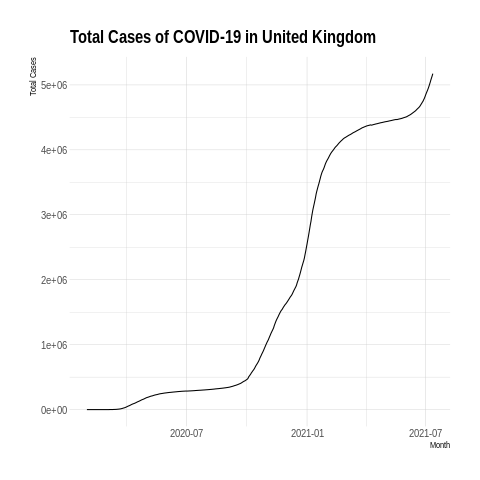 Total Cases of COVID-19 in United Kingdom
Total Cases
5e+06
4e+06
3e+06
2e+06
1e+06
0e+00
2020-07 2021-01 2021-07
Month